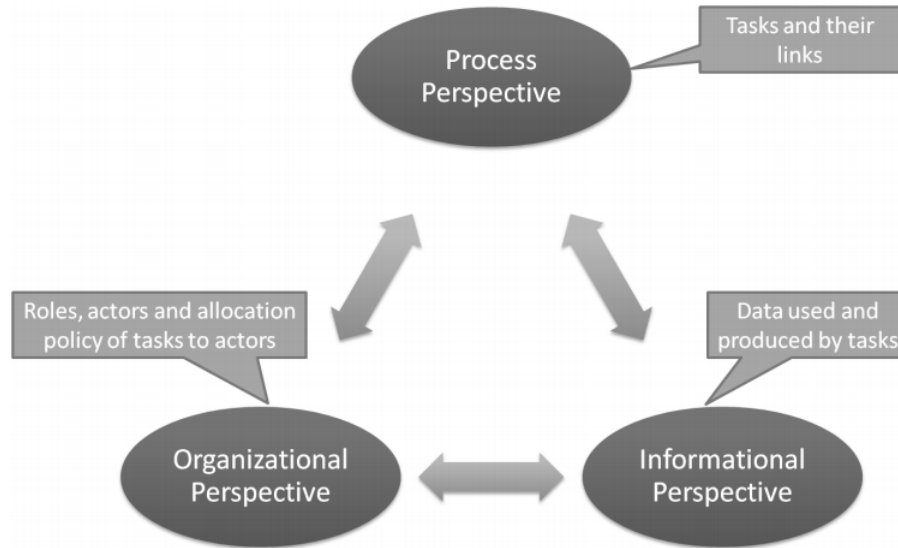 Process
Perspective
Tasks and their
links
Roles, actors and allocation
policy of tasks to actors
Data used and
produced by tasks
Organizational
Perspective
Informational
Perspective